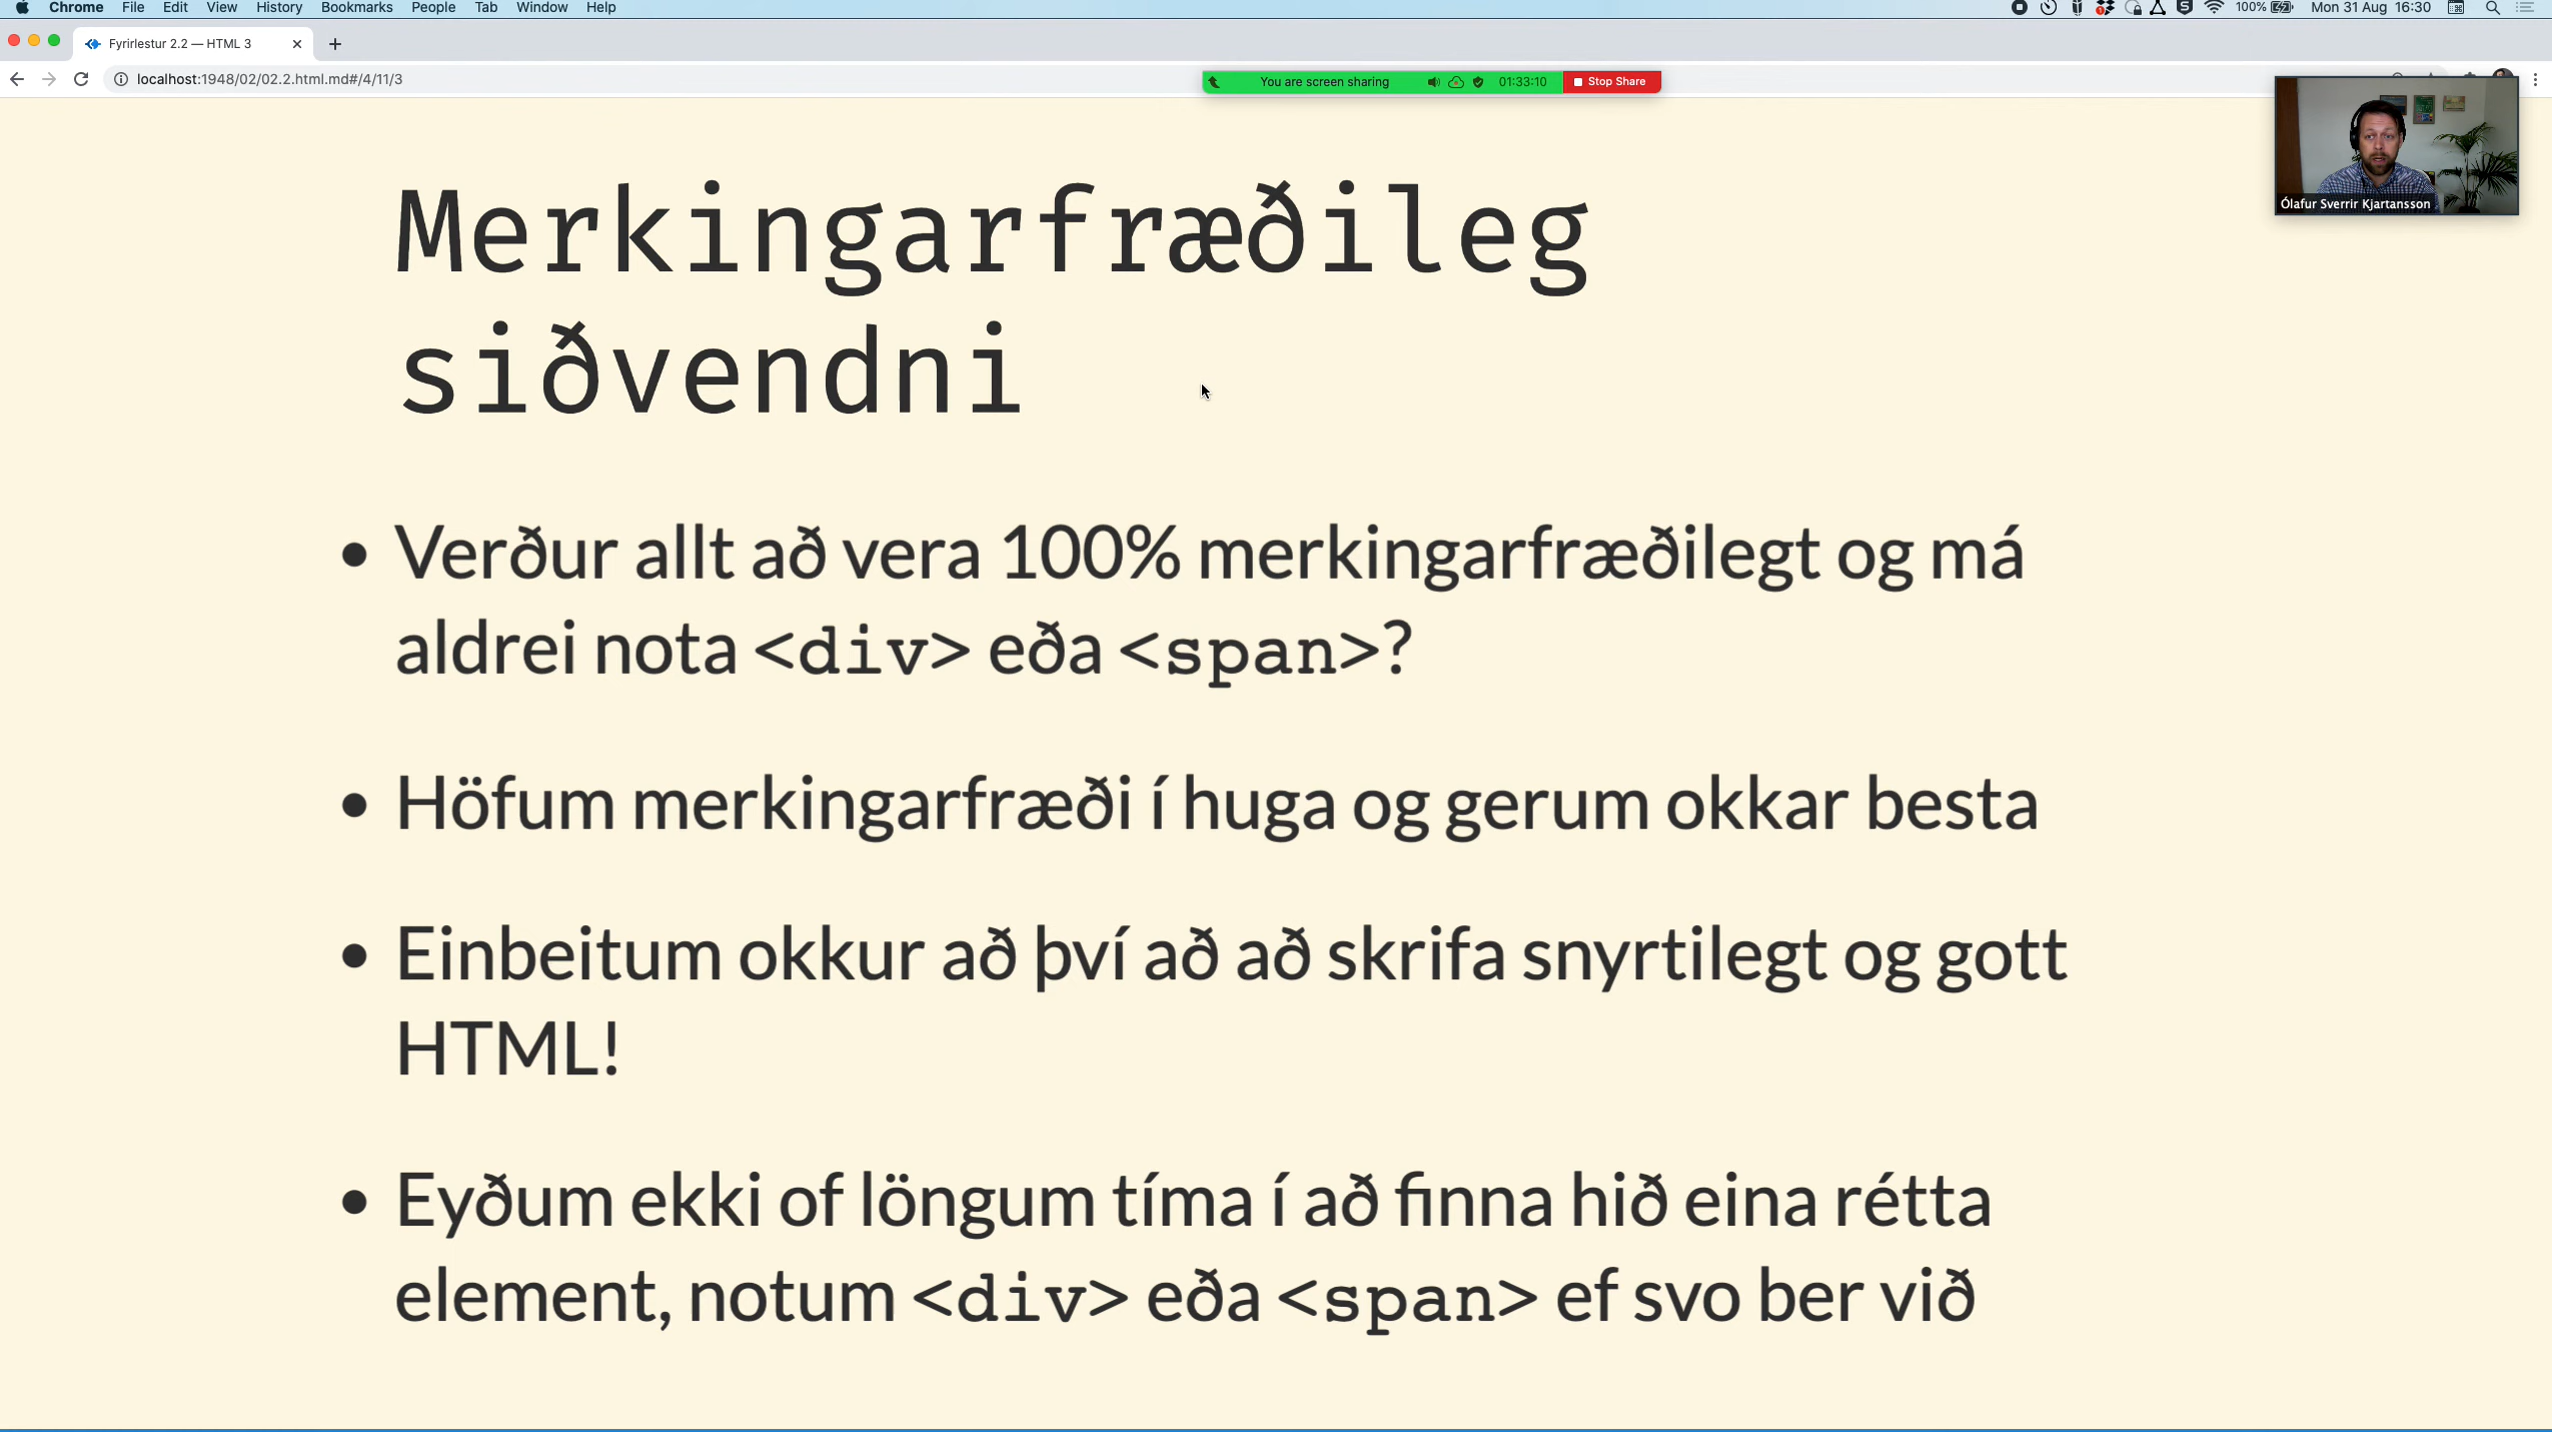 Chrome File Edit View History Bookmarks People Tab Window Help 100% Mon 31 Aug 16:30
Fyrirlestur 2.2 — HTML 3
localhost:1948/02/02.2.html.md#/4/11/3
You are screen sharing 01:33:10 Stop Share
Ólafur Sverrir Kjartansson
Merkingarfræðileg
siðvendni
• Verður allt að vera 100% merkingarfræðilegt og má
aldrei nota <div> eða <span>?
• Höfum merkingarfræði í huga og gerum okkar besta
• Einbeitum okkur að því að að skrifa snyrtilegt og gott
HTML!
• Eyðum ekki of löngum tíma í að finna hið eina rétta
element, notum <div> eða <span> ef svo ber við